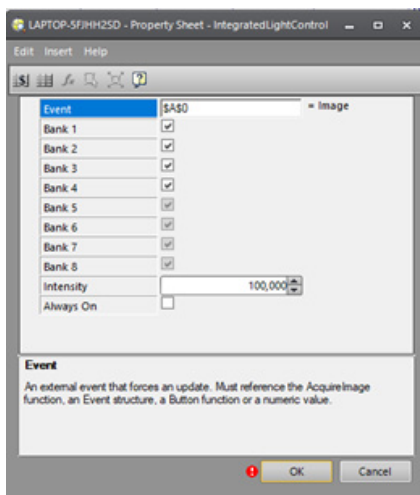 LAPTOP-SFJHH2SD - Property Sheet - IntegratedLightControl
Edit Insert Help
Event $A$0 = Image
Bank 1
Bank 2
Bank 3
Bank 4
Bank 5
Bank 6
Bank 7
Bank 8
Intensity 100,000
Always On
Event
An external event that forces an update. Must reference the AcquireImage
function, an Event structure, a Button function or a numeric value.
OK Cancel